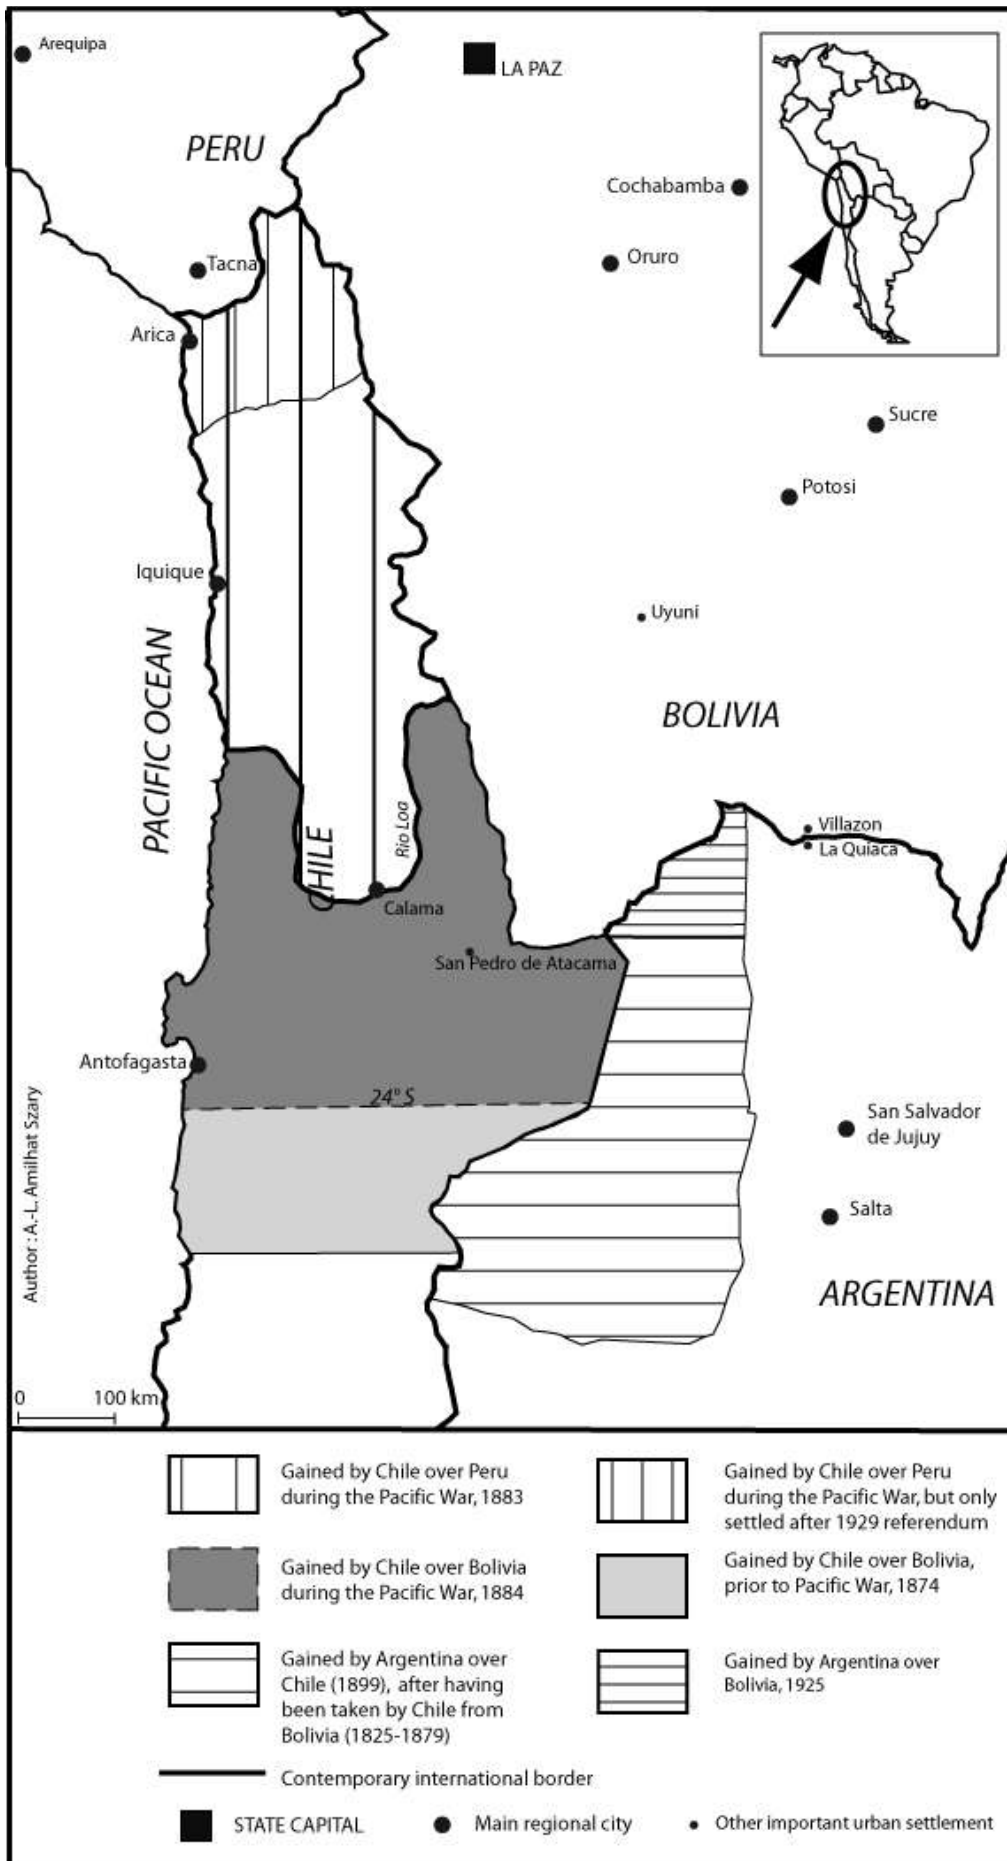 Arequipa
LA PAZ
PERU
Cochabamba
Oruro
Tacna
Arica
Sucre
Potosi
Iquique
Uyuni
PACIFIC OCEAN
BOLIVIA
Rio Loa
Villazon
La Quiaca
CHILE
Calama
San Pedro de Atacama
Antofagasta
24° S
San Salvador
de Jujuy
Salta
Author : A.-L. Amilhat Szary
ARGENTINA
0 100 km
Gained by Chile over Peru
during the Pacific War, 1883
Gained by Chile over Peru
during the Pacific War, but only
settled after 1929 referendum
Gained by Chile over Bolivia
during the Pacific War, 1884
Gained by Chile over Bolivia,
prior to Pacific War, 1874
Gained by Argentina over
Chile (1899), after having
been taken by Chile from
Bolivia (1825-1879)
Gained by Argentina over
Bolivia, 1925
Contemporary international border
STATE CAPITAL
Main regional city
Other important urban settlement